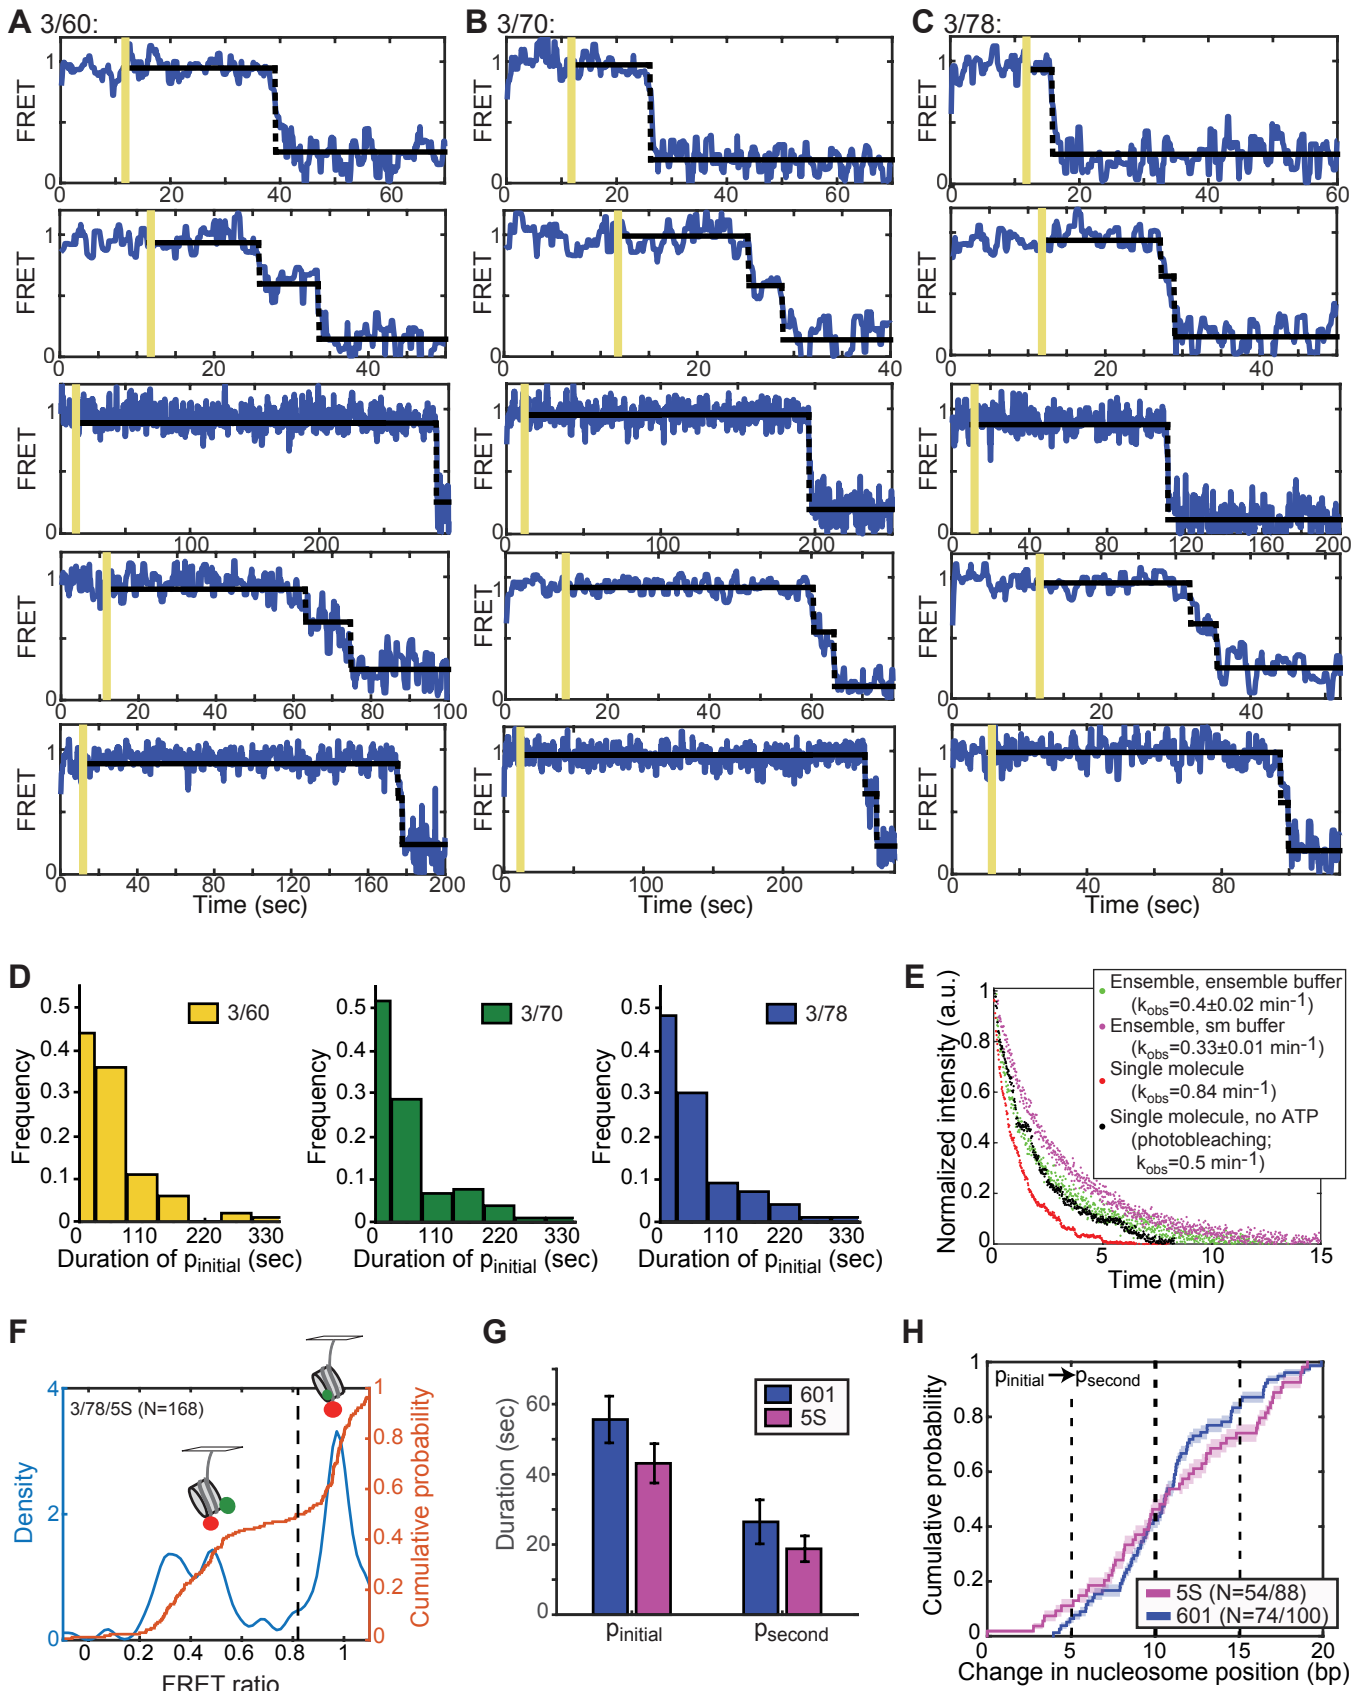 A 3/60:
B 3/70:
C 3/78:
FRET
1
0
0 20 40 60
FRET
1
0
0 20 40 60
FRET
1
0
20 40 60
FRET
1
0
20 40
FRET
1
0
20 40
FRET
1
0
20 40
FRET
1
0
100 200
FRET
1
0
0 100 200
FRET
1
0
0 40 80 120 160 200
FRET
1
0
0 20 40 60 80 100
FRET
1
0
0 20 40 60
FRET
1
0
0 20 40
FRET
1
0
0 40 80 120 160 200
Time (sec)
FRET
1
0
0 100 200
Time (sec)
FRET
1
0
0 40 80
Time (sec)
D
Frequency
0.5
0.4
0.3
0.2
0.1
0
3/60
0 110 220 330
Duration of pinitial (sec)
Frequency
0.5
0.4
0.3
0.2
0.1
0
3/70
0 110 220 330
Duration of pinitial (sec)
Frequency
0.5
0.4
0.3
0.2
0.1
0
3/78
0 110 220 330
Duration of pinitial (sec)
E
Normalized intensity (a.u.)
1
0.8
0.6
0.4
0.2
0
Ensemble, ensemble buffer
(kobs=0.4±0.02 min-1)
Ensemble, sm buffer
(kobs=0.33±0.01 min-1)
Single molecule
(kobs=0.84 min-1)
Single molecule, no ATP
(photobleaching;
kobs=0.5 min-1)
0 5 10 15
Time (min)
F
Density
4
2
0
3/78/5S (N=168)
Cumulative probability
1
0.8
0.6
0.4
0.2
0
0 0.2 0.4 0.6 0.8 1
FRET ratio
G
Duration (sec)
60
40
20
0
601
5S
pinitial psecond
H
Cumulative probability
1
0.8
0.6
0.4
0.2
0
pinitial psecond
5S (N=54/88)
601 (N=74/100)
0 5 10 15 20
Change in nucleosome position (bp)